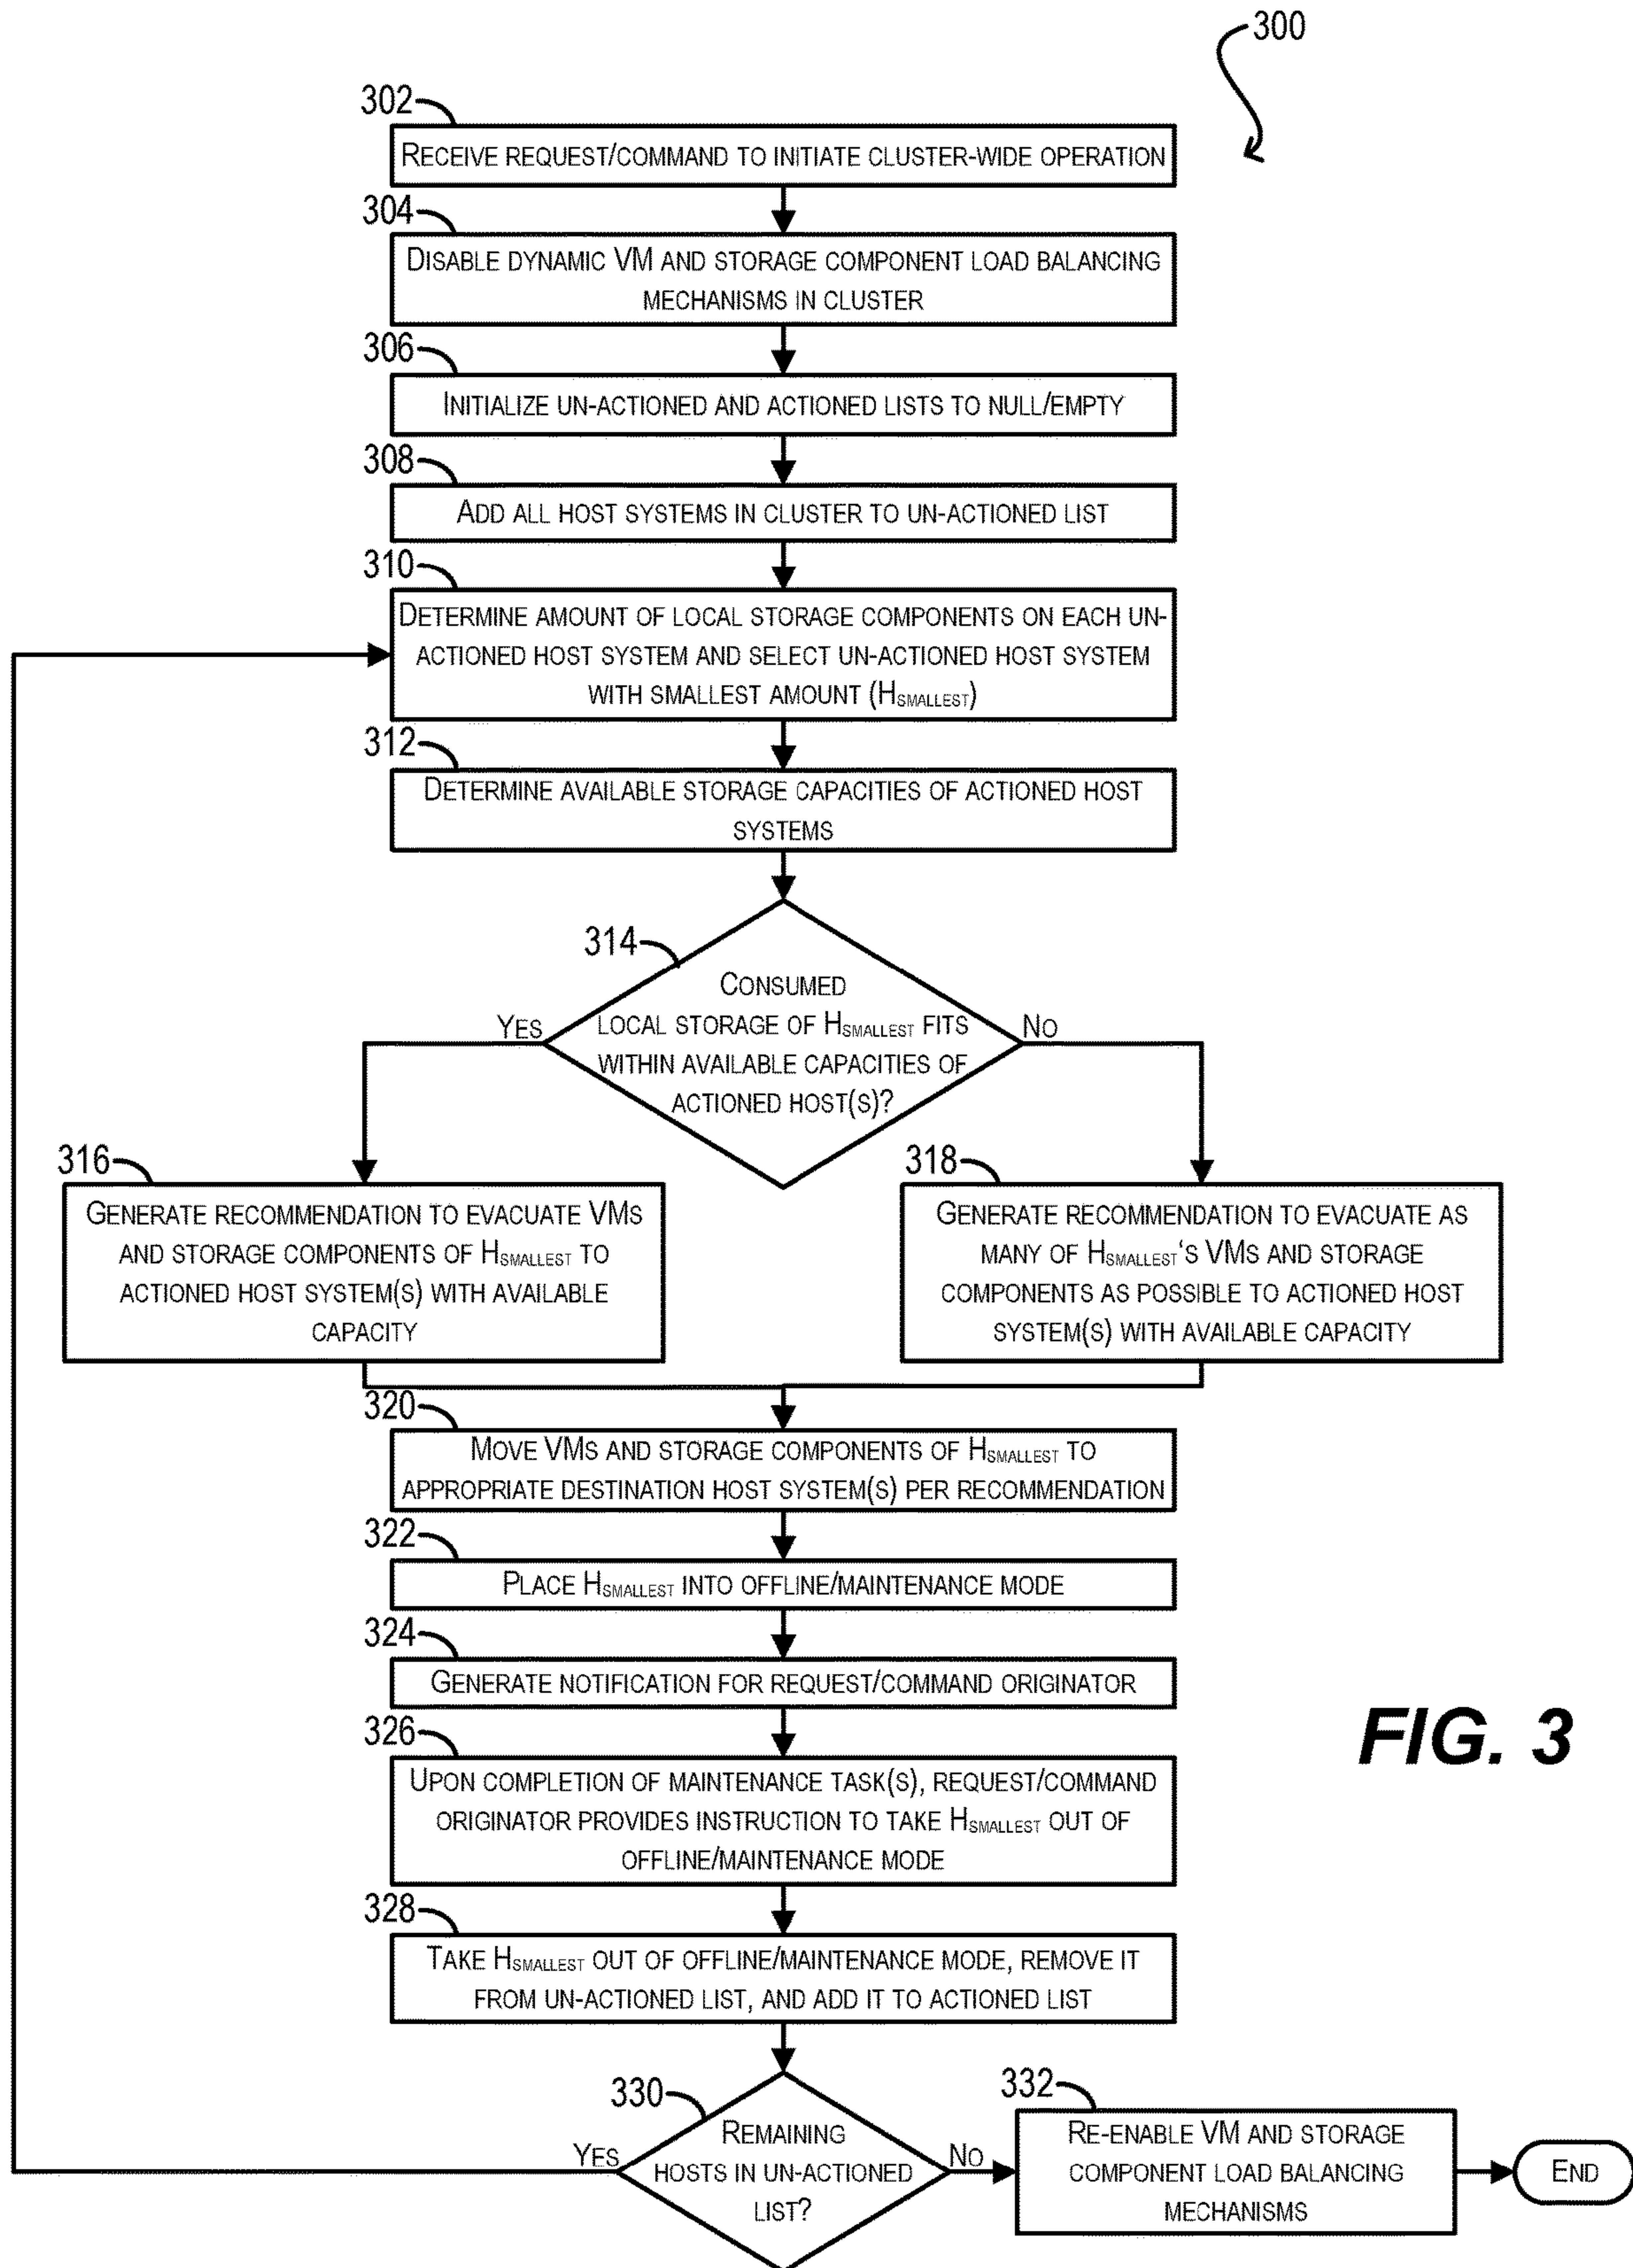 300
302
RECEIVE REQUEST/COMMAND TO INITIATE CLUSTER-WIDE OPERATION
304
DISABLE DYNAMIC VM AND STORAGE COMPONENT LOAD BALANCING
MECHANISMS IN CLUSTER
306
INITIALIZE UN-ACTIONED AND ACTIONED LISTS TO NULL/EMPTY
308
ADD ALL HOST SYSTEMS IN CLUSTER TO UN-ACTIONED LIST
310
DETERMINE AMOUNT OF LOCAL STORAGE COMPONENTS ON EACH UN-
ACTIONED HOST SYSTEM AND SELECT UN-ACTIONED HOST SYSTEM
WITH SMALLEST AMOUNT (HSMALLEST)
312
DETERMINE AVAILABLE STORAGE CAPACITIES OF ACTIONED HOST
SYSTEMS
314
CONSUMED
LOCAL STORAGE OF HSMALLEST FITS
WITHIN AVAILABLE CAPACITIES OF
ACTIONED HOST(S)?
YES
NO
316
GENERATE RECOMMENDATION TO EVACUATE VMS
AND STORAGE COMPONENTS OF HSMALLEST TO
ACTIONED HOST SYSTEM(S) WITH AVAILABLE
CAPACITY
318
GENERATE RECOMMENDATION TO EVACUATE AS
MANY OF HSMALLEST‘S VMS AND STORAGE
COMPONENTS AS POSSIBLE TO ACTIONED HOST
SYSTEM(S) WITH AVAILABLE CAPACITY
320
MOVE VMS AND STORAGE COMPONENTS OF HSMALLEST TO
APPROPRIATE DESTINATION HOST SYSTEM(S) PER RECOMMENDATION
322
PLACE HSMALLEST INTO OFFLINE/MAINTENANCE MODE
324
GENERATE NOTIFICATION FOR REQUEST/COMMAND ORIGINATOR
326
UPON COMPLETION OF MAINTENANCE TASK(S), REQUEST/COMMAND
ORIGINATOR PROVIDES INSTRUCTION TO TAKE HSMALLEST OUT OF
OFFLINE/MAINTENANCE MODE
328
TAKE HSMALLEST OUT OF OFFLINE/MAINTENANCE MODE, REMOVE IT
FROM UN-ACTIONED LIST, AND ADD IT TO ACTIONED LIST
330
REMAINING
HOSTS IN UN-ACTIONED
LIST?
YES
NO
332
RE-ENABLE VM AND STORAGE
COMPONENT LOAD BALANCING
MECHANISMS
END
FIG. 3